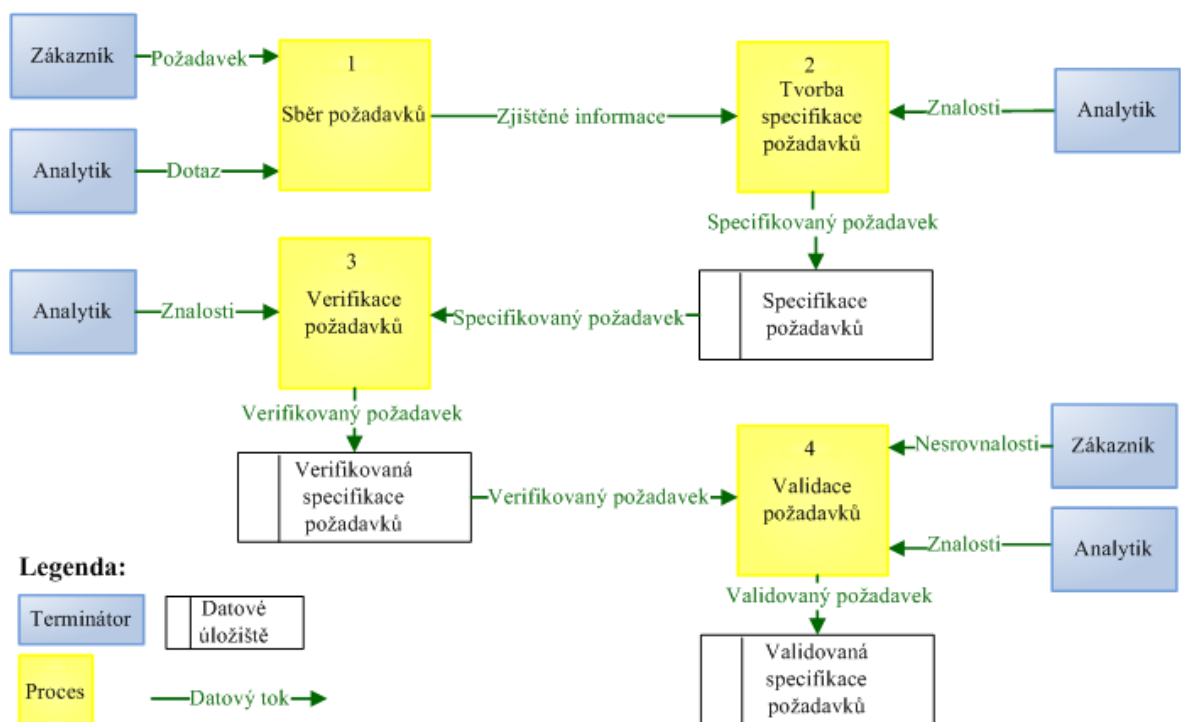 Zákazník
Požadavek
1
Sběr požadavků
Analytik
Dotaz
Zjištěné informace
2
Tvorba
specifikace
požadavků
Znalosti
Analytik
Specifikovaný požadavek
Specifikace
požadavků
Specifikovaný požadavek
3
Verifikace
požadavků
Analytik
Znalosti
Verifikovaný požadavek
Verifikovaná
specifikace
požadavků
Verifikovaný požadavek
4
Validace
požadavků
Nesrovnalosti
Zákazník
Znalosti
Analytik
Validovaný požadavek
Validovaná
specifikace
požadavků
Legenda:
Terminátor
Datové
úložiště
Proces
Datový tok